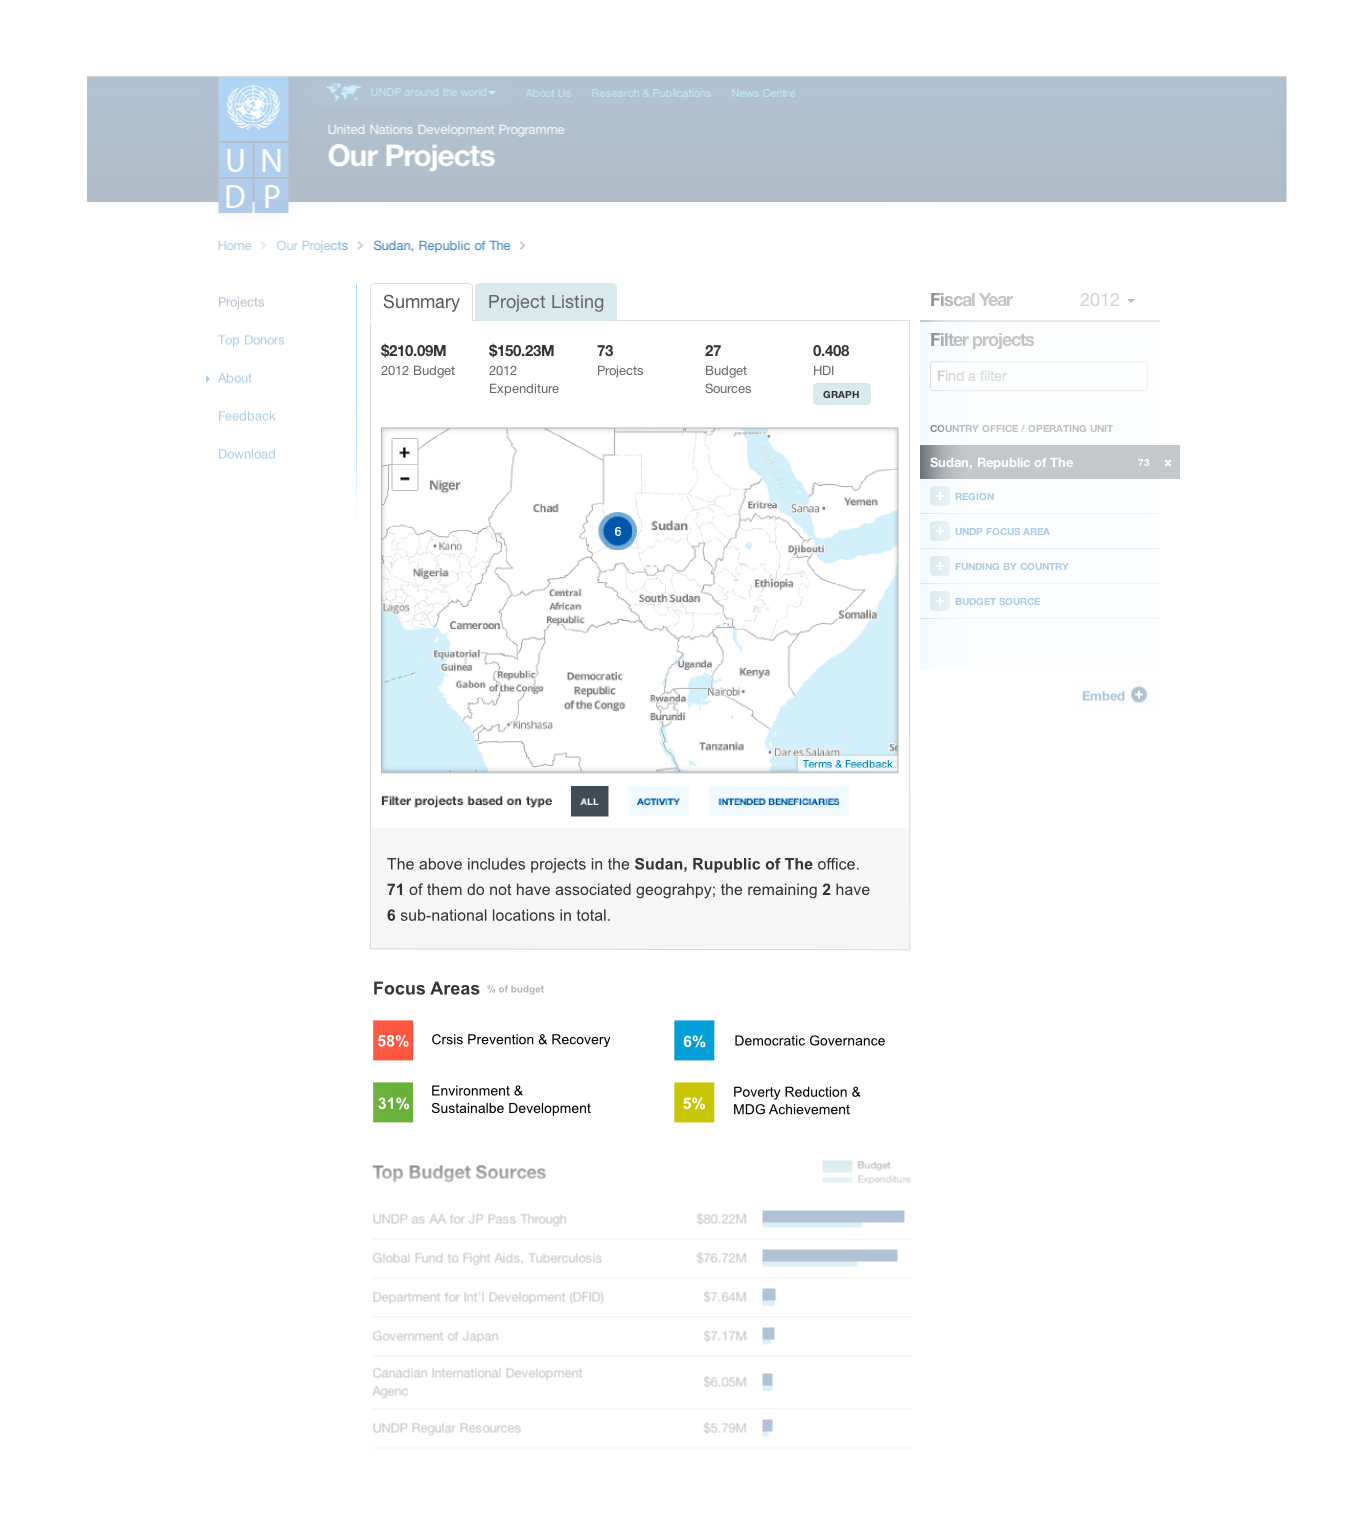 UNDP around the world
About Us
Research & Publications
News Centre
United Nations Development Programme
Our Projects
U N
D P
Home
Our Projects
Sudan, Republic of The
Projects
Top Donors
About
Feedback
Download
Summary
Project Listing
$210.09M
2012 Budget
$150.23M
2012
Expenditure
73
Projects
27
Budget
Sources
0.408
HDI
GRAPH
+
−
Niger
Chad
Sudan
Red Sea
Eritrea
Sanaa
Yemen
Kano
Nigeria
Lagos
Djibouti
Ethiopia
Central
African
Republic
South Sudan
Cameroon
Somalia
Equatorial
Guinea
Gabon
Republic
of the Congo
Democratic
Republic
of the Congo
Uganda
Kenya
Nairobi
Rwanda
Burundi
Kinshasa
Tanzania
Dar es Salaam
Se
6
Terms & Feedback
Filter projects based on type
ALL
ACTIVITY
INTENDED BENEFICIARIES
The above includes projects in the Sudan, Rupublic of The office.
71 of them do not have associated geograhpy; the remaining 2 have
6 sub-national locations in total.
Fiscal Year
2012
Filter projects
Find a filter
COUNTRY OFFICE / OPERATING UNIT
Sudan, Republic of The 73 ×
+ REGION
+ UNDP FOCUS AREA
+ FUNDING BY COUNTRY
+ BUDGET SOURCE
Embed +
Focus Areas % of budget
58% Crsis Prevention & Recovery
6% Democratic Governance
31% Environment &
Sustainalbe Development
5% Poverty Reduction &
MDG Achievement
Top Budget Sources
Budget
Expenditure
UNDP as AA for JP Pass Through $80.22M
Global Fund to Fight Aids, Tuberculosis $76.72M
Department for Int'l Development (DFID) $7.64M
Government of Japan $7.17M
Canadian International Development
Agenc $6.05M
UNDP Regular Resources $5.79M